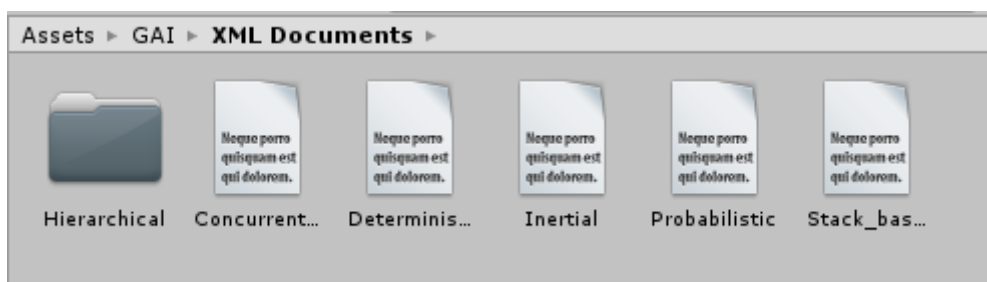 Assets ▸ GAI ▸ XML Documents ▸
Neque porro
quisquam est
qui dolorem.
Neque porro
quisquam est
qui dolorem.
Neque porro
quisquam est
qui dolorem.
Neque porro
quisquam est
qui dolorem.
Neque porro
quisquam est
qui dolorem.
Hierarchical Concurrent... Determinis... Inertial Probabilistic Stack_bas...